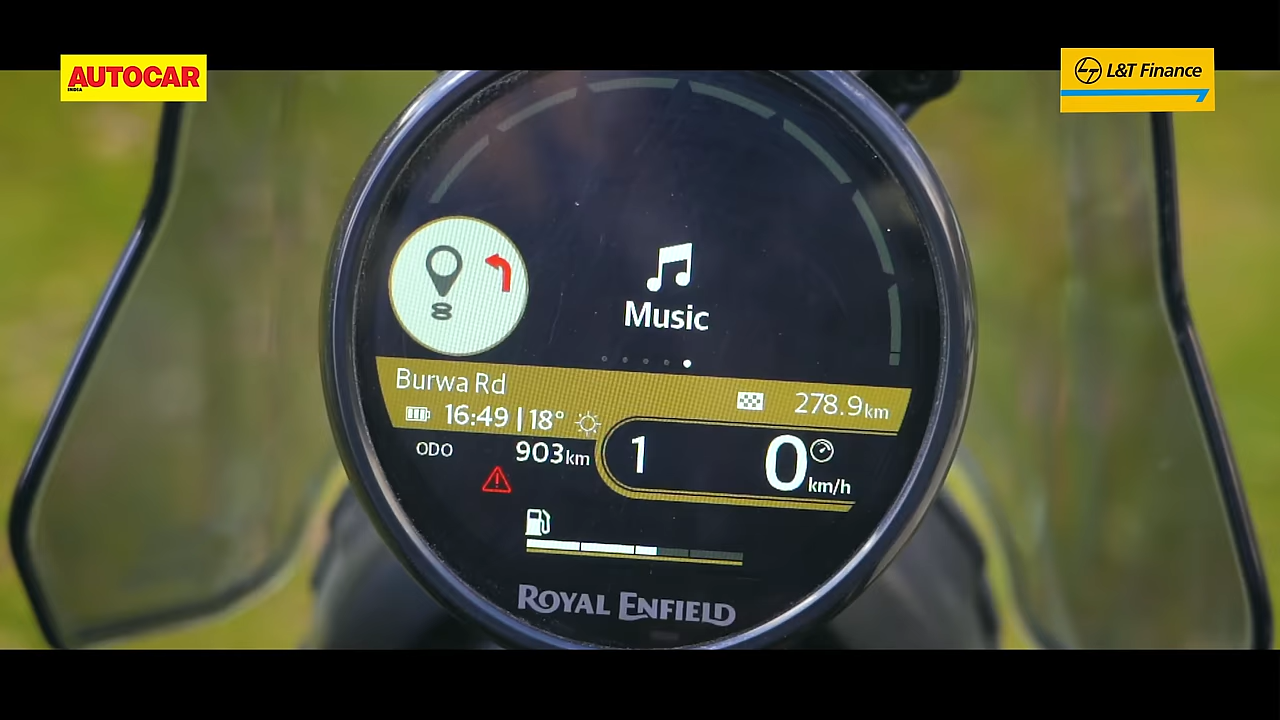 AUTOCAR
INDIA
L&T Finance
Music
Burwa Rd
278.9km
16:49 | 18°
ODO 903km
1 0 km/h
ROYAL ENFIELD